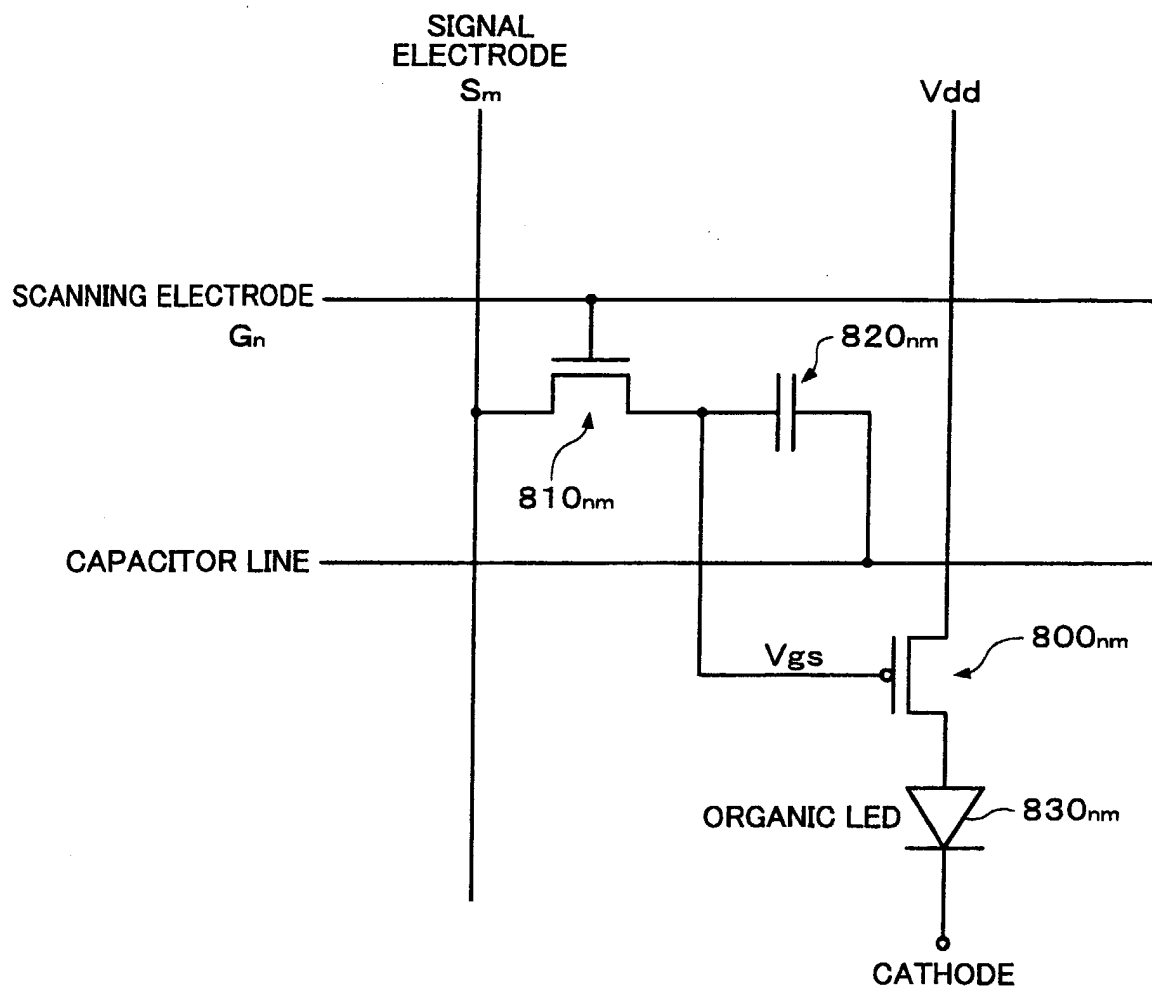 SIGNAL
ELECTRODE
Sm
Vdd
SCANNING ELECTRODE
Gn
820nm
810nm
CAPACITOR LINE
Vgs
800nm
ORGANIC LED
830nm
CATHODE